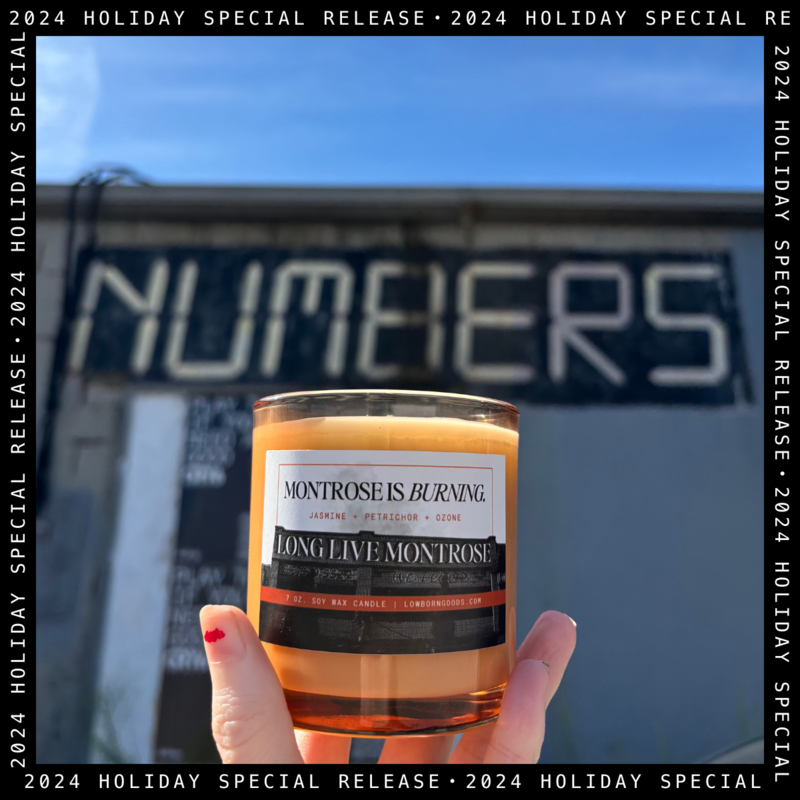 2024 HOLIDAY SPECIAL RELEASE • 2024 HOLIDAY SPECIAL RE
2024 HOLIDAY SPECIAL RELEASE • 2024 HOLIDAY SPECIAL
2024 HOLIDAY SPECIAL RELEASE • 2024 HOLIDAY SPECIAL
NUMBERS
MONTROSE IS BURNING.
JASMINE + PETRICHOR + OZONE
LONG LIVE MONTROSE
7 OZ. SOY WAX CANDLE | LOWBORNGOODS.COM
2024 HOLIDAY SPECIAL RELEASE • 2024 HOLIDAY SPECIAL